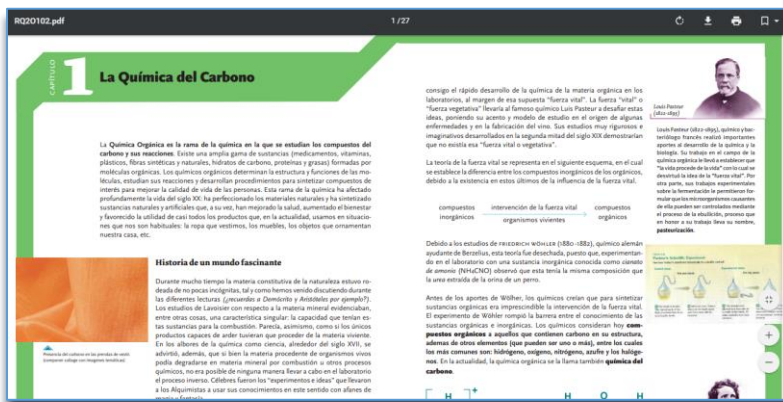 RQ2O102.pdf
1 / 27
CAPÍTULO
1
La Química del Carbono
La Química Orgánica es la rama de la química en la que se estudian los compuestos del
carbono y sus reacciones. Existe una amplia gama de sustancias (medicamentos, vitaminas,
plásticos, fibras sintéticas y naturales, hidratos de carbono, proteínas y grasas) formadas por
moléculas orgánicas. Los químicos orgánicos determinan la estructura y funciones de las mo-
léculas, estudian sus reacciones y desarrollan procedimientos para sintetizar compuestos de
interés para mejorar la calidad de vida de las personas. Esta rama de la química ha afectado
profundamente la vida del siglo XX: ha perfeccionado los materiales naturales y ha sintetizado
sustancias naturales y artificiales que, a su vez, han mejorado la salud, aumentado el bienestar
y favorecido la utilidad de casi todos los productos que, en la actualidad, usamos en situacio-
nes que nos son habituales: la ropa que vestimos, los muebles, los objetos que ornamentan
nuestra casa, etc.
Historia de un mundo fascinante
Durante mucho tiempo la materia constitutiva de la naturaleza estuvo ro-
deada de no pocas incógnitas, tal y como hemos venido discutiendo durante
las diferentes lecturas (¿recuerdas a Demócrito y Aristóteles por ejemplo?).
Los estudios de Lavoisier con respecto a la materia mineral evidenciaban,
entre otras cosas, una característica singular: la capacidad que tenían es-
tas sustancias para la combustión. Parecía, asimismo, como si los únicos
productos capaces de arder tuvieran que proceder de la materia viviente.
En los albores de la química como ciencia, alrededor del siglo XVII, se
advirtió, además, que si bien la materia procedente de organismos vivos
podía degradarse en materia mineral por combustión u otros procesos
químicos, no era posible de ninguna manera llevar a cabo en el laboratorio
el proceso inverso. Célebres fueron los "experimentos e ideas" que llevaron
a los Alquimistas a usar sus conocimientos en este sentido con afanes de
magia y fantasía.
Presencia del carbono en las prendas de vestir
(componer collage con imágenes temáticas)
consigo el rápido desarrollo de la química de la materia orgánica en los
laboratorios, al margen de esa supuesta "fuerza vital". La fuerza "vital" o
"fuerza vegetativa" llevaría al famoso químico Luis Pasteur a desafiar estas
ideas, poniendo su acento y modelo de estudio en el origen de algunas
enfermedades y en la fabricación del vino. Sus estudios muy rigurosos e
imaginativos desarrollados en la segunda mitad del siglo XIX demostrarían
que no existía esa "fuerza vital o vegetativa".
La teoría de la fuerza vital se representa en el siguiente esquema, en el cual
se establece la diferencia entre los compuestos inorgánicos de los orgánicos,
debido a la existencia en estos últimos de la influencia de la fuerza vital.
compuestos
inorgánicos
intervención de la fuerza vital
organismos vivientes
compuestos
orgánicos
Debido a los estudios de FRIEDRICH WÖHLER (1880-1882), químico alemán
ayudante de Berzelius, esta teoría fue desechada, puesto que, experimentan-
do en el laboratorio con una sustancia inorgánica conocida como cianato
de amonio (NH4CNO) observó que esta tenía la misma composición que
la urea extraída de la orina de un perro.
Antes de los aportes de Wölher, los químicos creían que para sintetizar
sustancias orgánicas era imprescindible la intervención de la fuerza vital.
El experimento de Wöhler rompió la barrera entre el conocimiento de las
sustancias orgánicas e inorgánicas. Los químicos consideran hoy compuestos
orgánicos a aquellos que contienen carbono en su estructura,
además de otros elementos (que pueden ser uno o más), entre los cuales
los más comunes son: hidrógeno, oxígeno, nitrógeno, azufre y los halóge-
nos. En la actualidad, la química orgánica se la llama también química del
carbono.
H
+
H O H
Louis Pasteur
(1822-1895)
Louis Pasteur (1822-1895), químico y bac-
teriólogo francés realizó importantes
aportes al desarrollo de la química y la
biología. Su trabajo en el campo de la
química orgánica le llevó a establecer que
"la vida procede de la vida" con lo cual se
desvirtuó la idea de la "fuerza vital". Por
otra parte, sus trabajos experimentales
sobre la fermentación le permitieron for-
mular que los microorganismos causantes
de ella pueden ser controlados mediante
el proceso de la ebullición, proceso que
en honor a su trabajo lleva su nombre,
pasteurización.